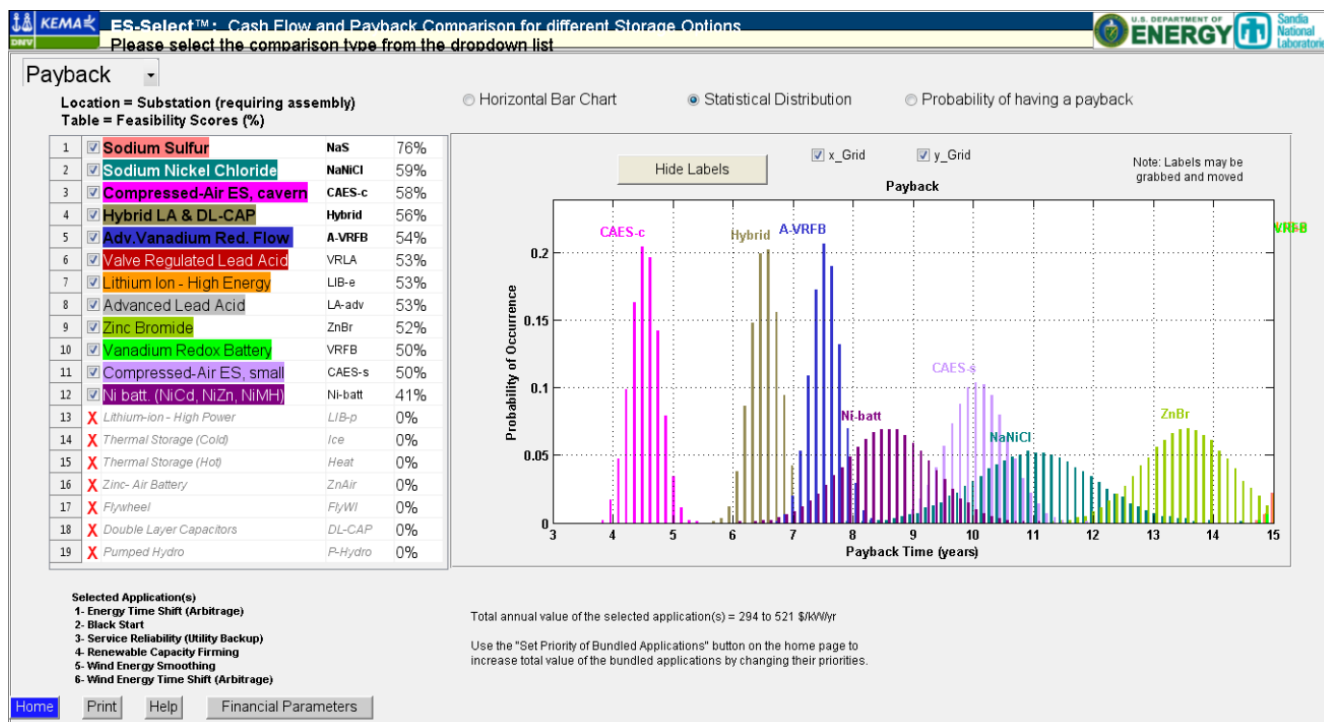 KEMA
DNV
ES-Select™: Cash Flow and Payback Comparison for different Storage Options
Please select the comparison type from the dropdown list
U.S. DEPARTMENT OF
ENERGY
Sandia
National
Laboratorie
Payback
Location = Substation (requiring assembly)
Table = Feasibility Scores (%)
Horizontal Bar Chart
Statistical Distribution
Probability of having a payback
1 Sodium Sulfur NaS 76%
2 Sodium Nickel Chloride NaNiCl 59%
3 Compressed-Air ES, cavern CAES-c 58%
4 Hybrid LA & DL-CAP Hybrid 56%
5 Adv.Vanadium Red. Flow A-VRFB 54%
6 Valve Regulated Lead Acid VRLA 53%
7 Lithium Ion - High Energy LIB-e 53%
8 Advanced Lead Acid LA-adv 53%
9 Zinc Bromide ZnBr 52%
10 Vanadium Redox Battery VRFB 50%
11 Compressed-Air ES, small CAES-s 50%
12 Ni batt. (NiCd, NiZn, NiMH) Ni-batt 41%
13 X Lithium-ion - High Power LIB-p 0%
14 X Thermal Storage (Cold) Ice 0%
15 X Thermal Storage (Hot) Heat 0%
16 X Zinc- Air Battery ZnAir 0%
17 X Flywheel FlyWl 0%
18 X Double Layer Capacitors DL-CAP 0%
19 X Pumped Hydro P-Hydro 0%
Hide Labels
x_Grid
y_Grid
Note: Labels may be
grabbed and moved
Payback
CAES-c
Hybrid
A-VRFB
CAES-s
Ni-batt
NaNiCl
ZnBr
Probability of Occurrence
0.2
0.15
0.1
0.05
0
3 4 5 6 7 8 9 10 11 12 13 14 15
Payback Time (years)
Selected Application(s)
1- Energy Time Shift (Arbitrage)
2- Black Start
3- Service Reliability (Utility Backup)
4- Renewable Capacity Firming
5- Wind Energy Smoothing
6- Wind Energy Time Shift (Arbitrage)
Total annual value of the selected application(s) = 294 to 521 $/kW/yr
Use the "Set Priority of Bundled Applications" button on the home page to
increase total value of the bundled applications by changing their priorities.
Home
Print
Help
Financial Parameters